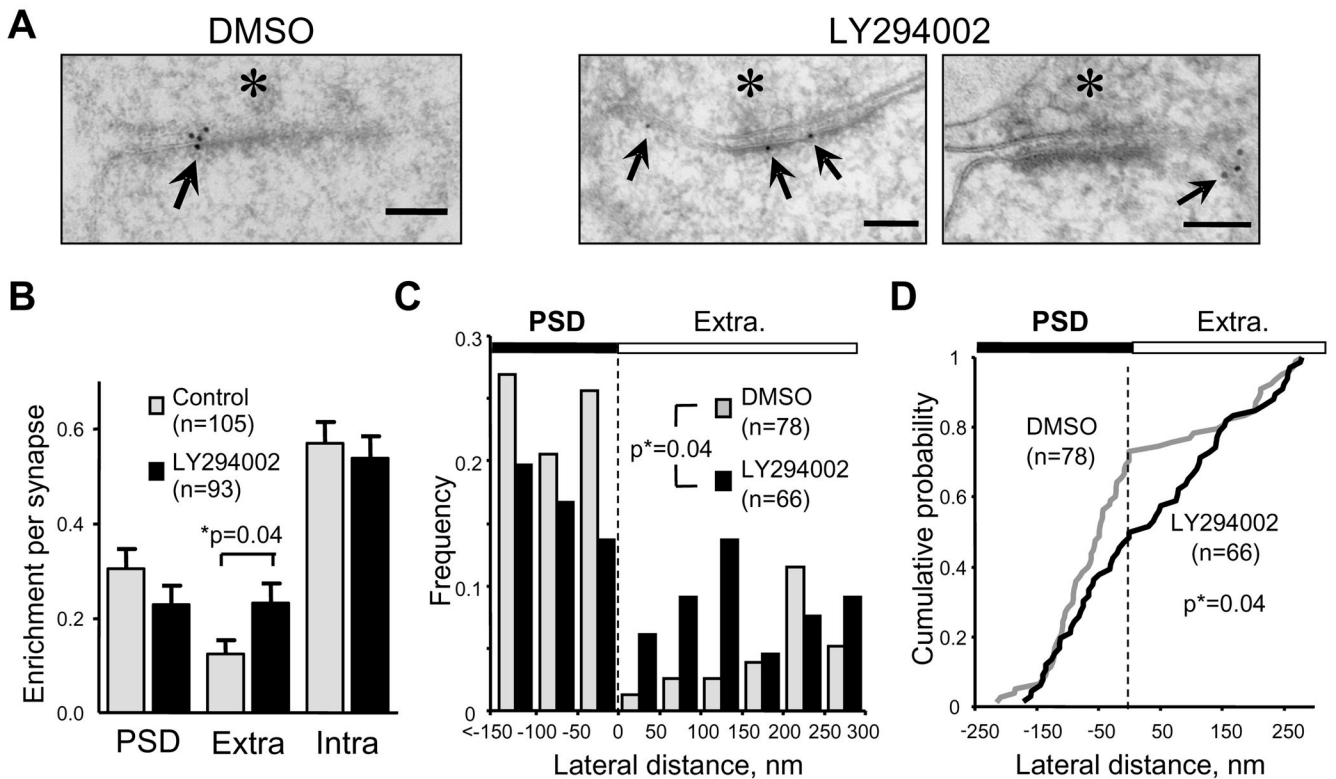 A
DMSO
LY294002
*
*
*
B
Enrichment per synapse
0.6
0.4
0.2
0.0
Control
(n=105)
LY294002
(n=93)
*p=0.04
PSD
Extra
Intra
C
PSD
Extra.
Frequency
0.3
0.2
0.1
0
DMSO
(n=78)
p*=0.04
LY294002
(n=66)
<-150
-100
-50
0
50
100
150
200
250
300
Lateral distance, nm
D
PSD
Extra.
Cumulative probability
1
0.8
0.6
0.4
0.2
0
DMSO
(n=78)
LY294002
(n=66)
p*=0.04
-250
-150
-50
50
150
250
Lateral distance, nm